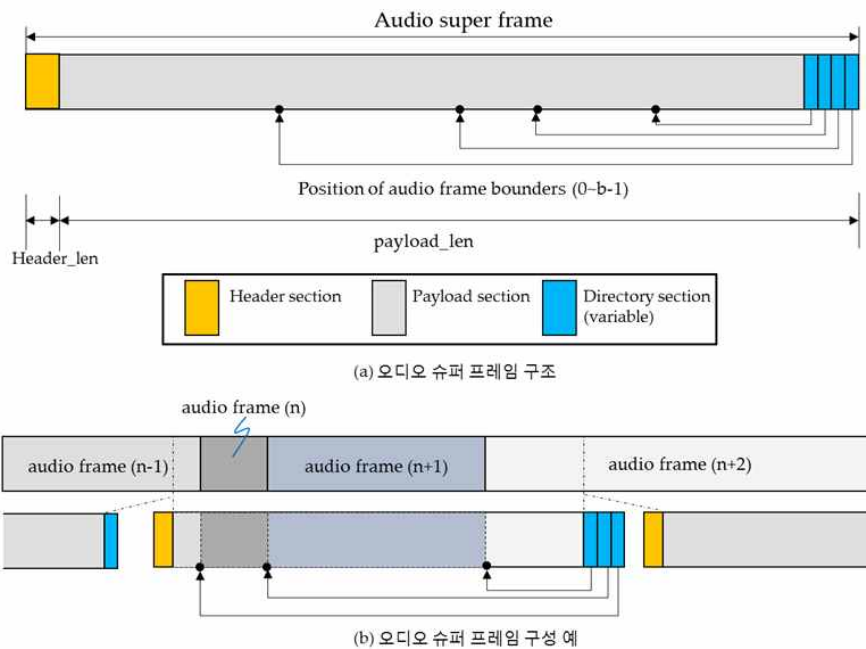 Audio super frame
Position of audio frame bounders (0~b-1)
payload_len
Header_len
Header section
Payload section
Directory section
(variable)
(a) 오디오 슈퍼 프레임 구조
audio frame (n)
audio frame (n-1)
audio frame (n+1)
audio frame (n+2)
(b) 오디오 슈퍼 프레임 구성 예